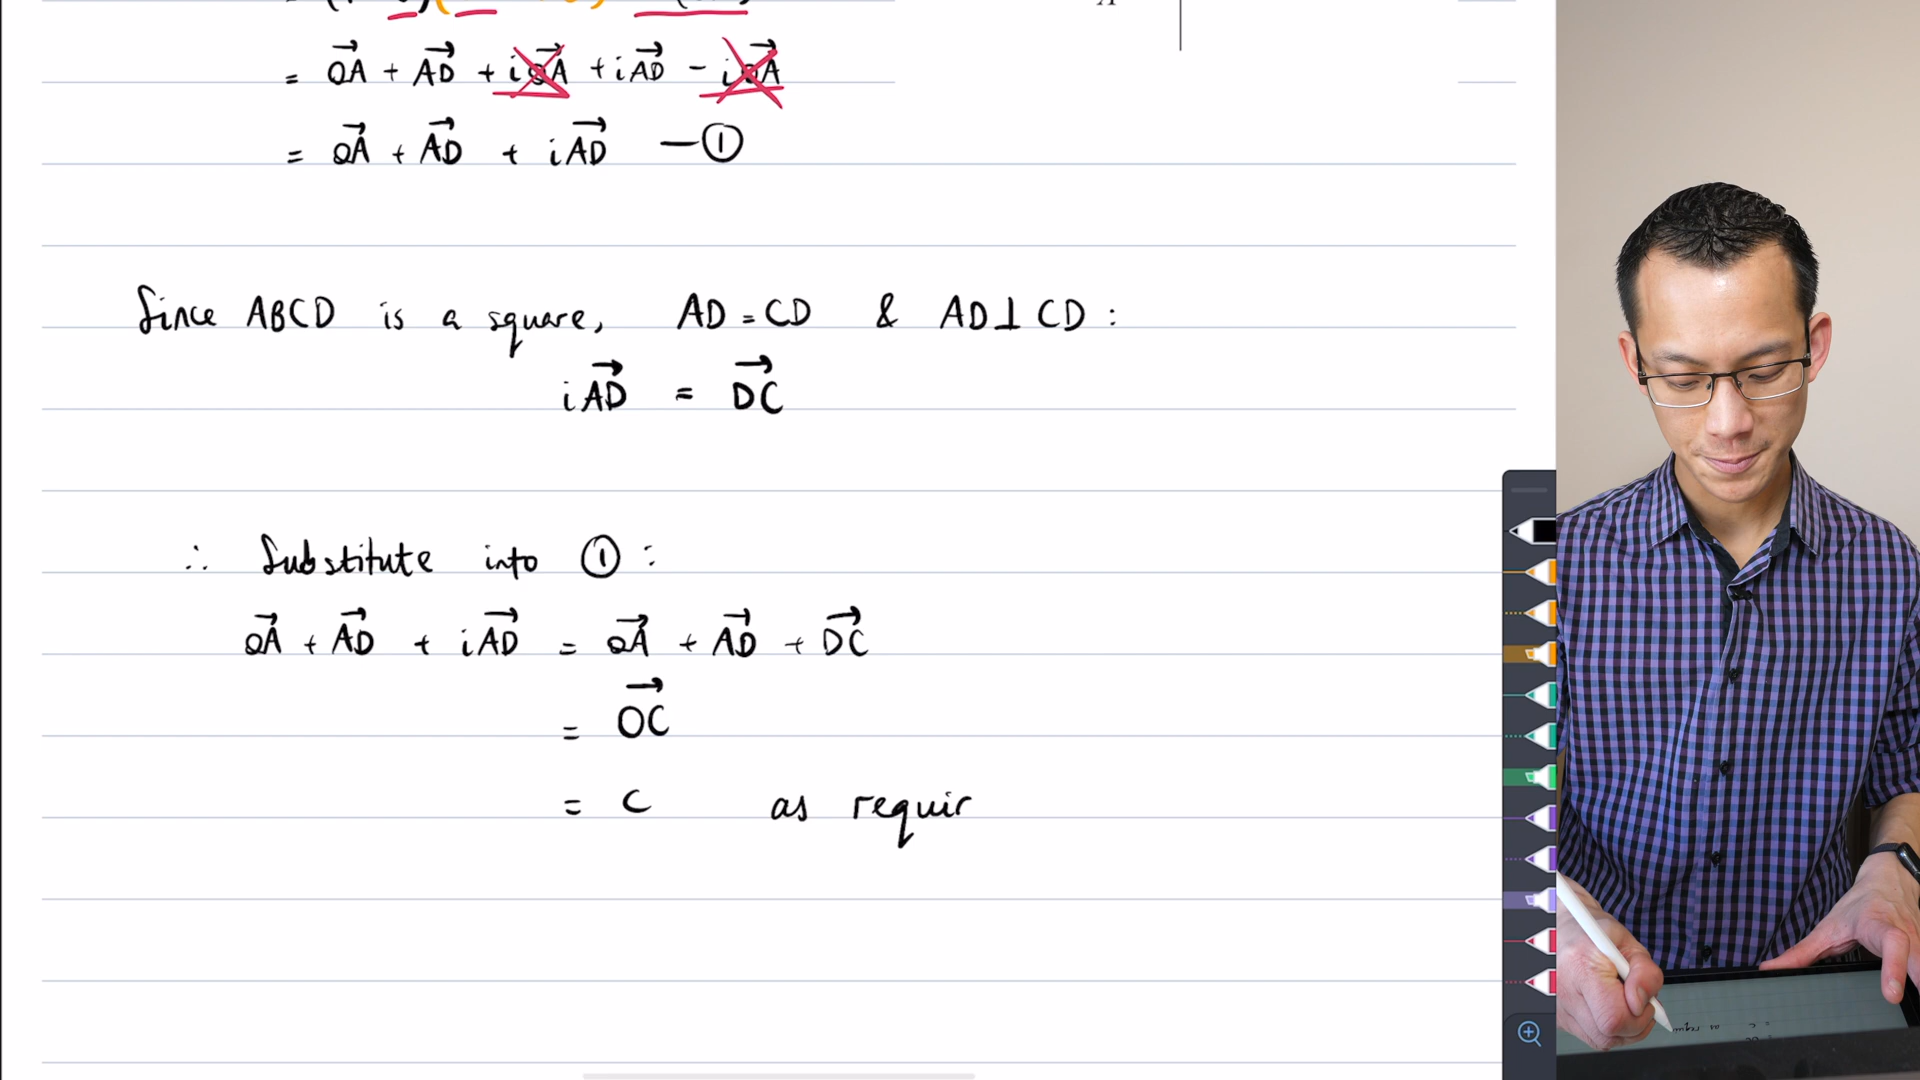 = OA + AD + iOA + iAD - iOA
= OA + AD + iAD —①
Since ABCD is a square, AD = CD & AD ⊥ CD :
iAD = DC
∴ Substitute into ① :
OA + AD + iAD = OA + AD + DC
= OC
= c as requir